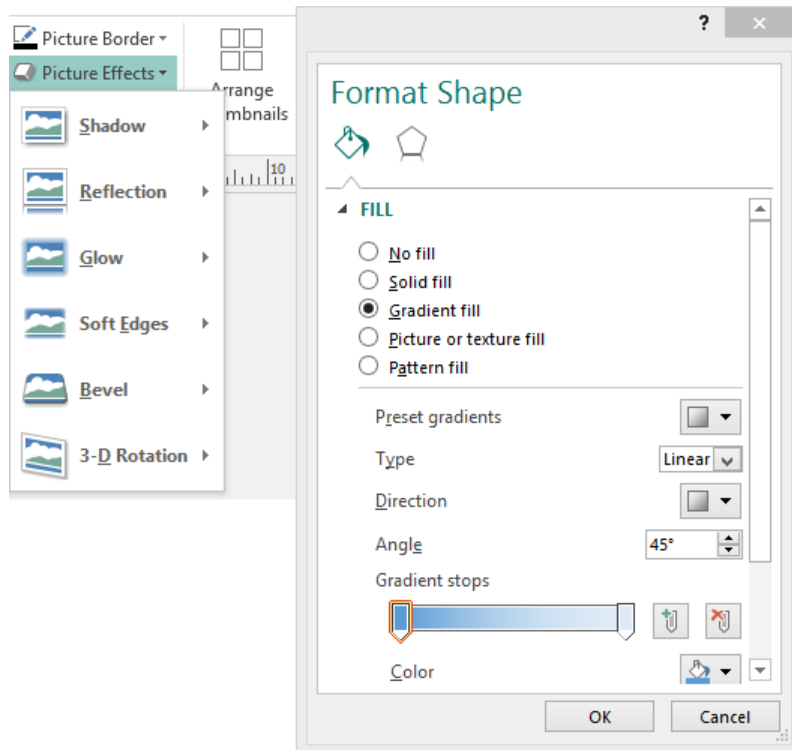 Picture Border
Picture Effects
Arrange
mbnails
Shadow
Reflection
Glow
Soft Edges
Bevel
3-D Rotation
10
?
Format Shape
FILL
No fill
Solid fill
Gradient fill
Picture or texture fill
Pattern fill
Preset gradients
Type Linear
Direction
Angle 45°
Gradient stops
Color
OK Cancel